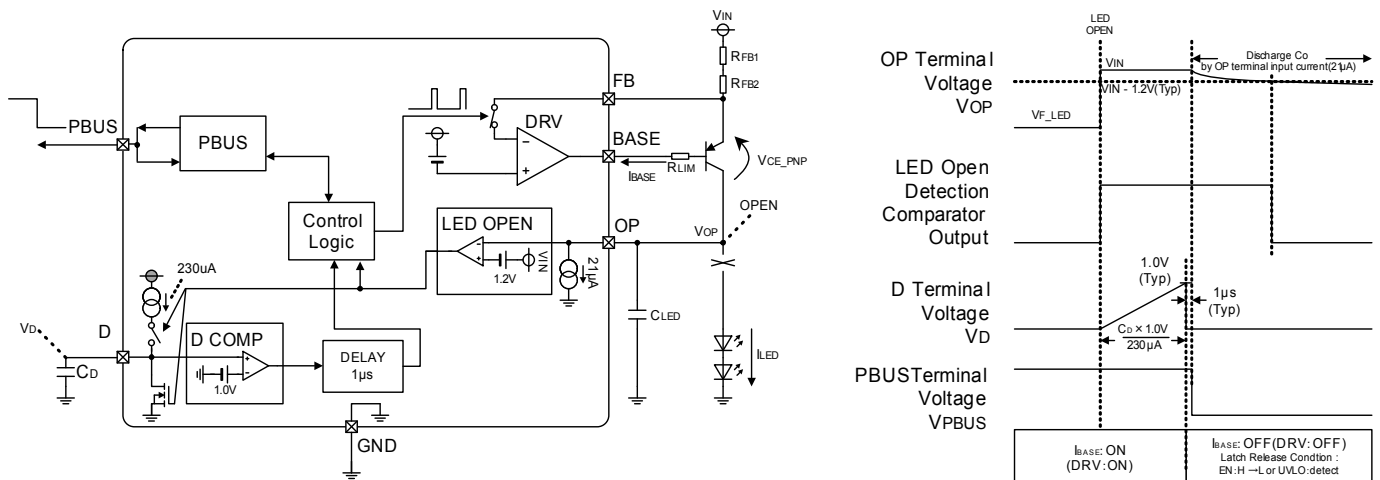 VIN
RFB1
RFB2
FB
DRV
BASE
PBUS
PBUS
−
+
IBASE
RLIM
VCE_PNP
Control
Logic
LED OPEN
OP
VOP
OPEN
−
+
1.2V
VIN
21µA
CLED
ILED
230uA
VD
D
CD
D COMP
+
−
1.0V
DELAY
1µs
GND
LED
OPEN
OP Terminal
Voltage
VOP
VIN
VIN - 1.2V(Typ)
VF_LED
Discharge Co
by OP terminal input current(21µA)
LED Open
Detection
Comparator
Output
D Terminal
Voltage
VD
1.0V
(Typ)
1µs
(Typ)
CD × 1.0V
230µA
PBUSTerminal
Voltage
VPBUS
IBASE: ON
(DRV:ON)
IBASE: OFF(DRV:OFF)
Latch Release Condtion :
EN:H →L or UVLO:detect